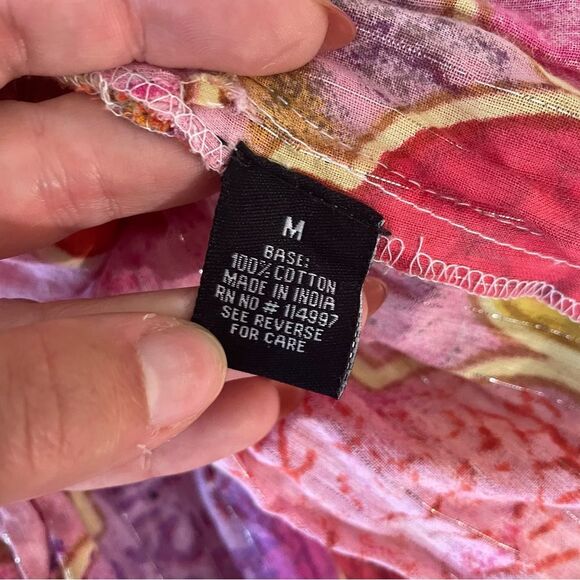 M
BASE:
100% COTTON
MADE IN INDIA
RN NO # 114997
SEE REVERSE
FOR CARE